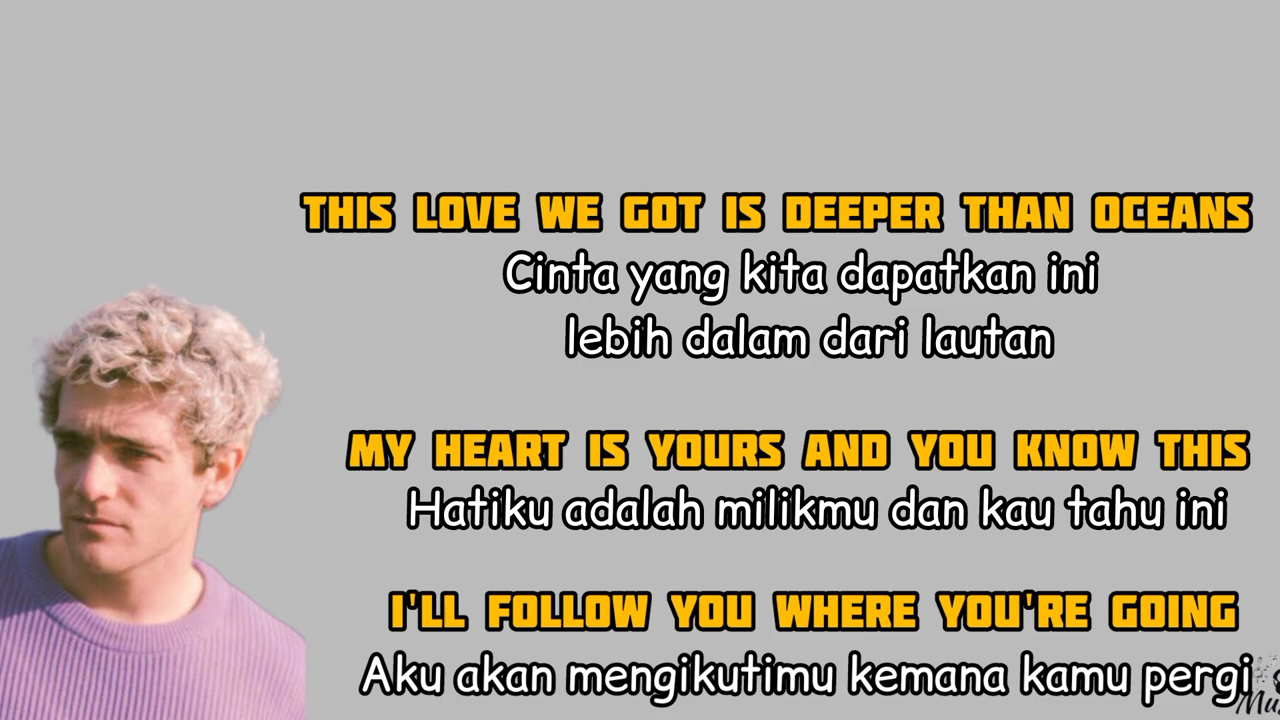 THIS LOVE WE GOT IS DEEPER THAN OCEANS
Cinta yang kita dapatkan ini
lebih dalam dari lautan
MY HEART IS YOURS AND YOU KNOW THIS
Hatiku adalah milikmu dan kau tahu ini
I'LL FOLLOW YOU WHERE YOU'RE GOING
Aku akan mengikutimu kemana kamu pergi